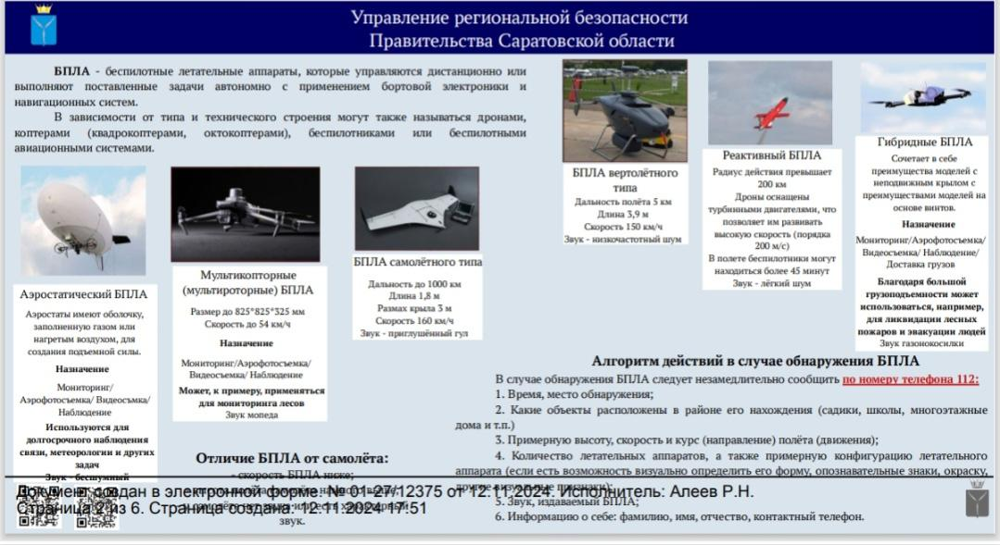 Управление региональной безопасности
Правительства Саратовской области
БПЛА - беспилотные летательные аппараты, которые управляются дистанционно или
выполняют поставленные задачи автономно с применением бортовой электроники и
навигационных систем.
В зависимости от типа и технического строения могут также называться дронами,
коптерами (квадрокоптерами, октокоптерами), беспилотниками или беспилотными
авиационными системами.
Аэростатический БПЛА
Аэростаты имеют оболочку,
заполненную газом или
нагретым воздухом, для
создания подъемной силы.
Назначение
Мониторинг/
Аэрофотосъемка/ Видеосъмка/
Наблюдение
Используются для
долгосрочного наблюдения
связи, метеорологии и других
задач
Звук - бесшумный
Мультикоптерные
(мультироторные) БПЛА
Размер до 825*825*325 мм
Скорость до 54 км/ч
Назначение
Мониторинг/Аэрофотосъемка/
Видеосъемка/ Наблюдение
Может, к примеру, применяться
для мониторинга лесов
Звук мопеда
БПЛА самолётного типа
Дальность до 1000 км
Длина 1,8 м
Размах крыла 3 м
Скорость 160 км/ч
Звук - приглушённый гул
БПЛА вертолётного
типа
Дальность полёта 5 км
Длина 3,9 м
Скорость 150 км/ч
Звук - низкочастотный шум
Реактивный БПЛА
Радиус действия превышает
200 км
Дроны оснащены
турбинными двигателями, что
позволяет им развивать
высокую скорость (порядка
200 м/с)
В полете беспилотники могут
находиться более 45 минут
Звук - лёгкий шум
Гибридные БПЛА
Сочетает в себе
преимущества моделей с
неподвижным крылом с
преимуществами моделей на
основе винтов.
Назначение
Мониторинг/Аэрофотосъемка/
Видеосъемка/ Наблюдение/
Доставка грузов
Благодаря большой
грузоподъемности может
использоваться, например,
для ликвидации лесных
пожаров и эвакуации людей
Звук газонокосилки
Отличие БПЛА от самолёта:
- скорость БПЛА ниже;
звук.
Алгоритм действий в случае обнаружения БПЛА
В случае обнаружения БПЛА следует незамедлительно сообщить по номеру телефона 112:
1. Время, место обнаружения;
2. Какие объекты расположены в районе его нахождения (садики, школы, многоэтажные
дома и т.п.)
3. Примерную высоту, скорость и курс (направление) полёта (движения);
4. Количество летательных аппаратов, а также примерную конфигурацию летательного
аппарата (если есть возможность визуально определить его форму, опознавательные знаки, окраску,
другие визуальные признаки);
5. Звук, издаваемый БПЛА;
6. Информацию о себе: фамилию, имя, отчество, контактный телефон.
Документ создан в электронной форме. № 01-27/12375 от 12.11.2024. Исполнитель: Алеев Р.Н.
Страница 2 из 6. Страница создана: 12.11.2024 17:51